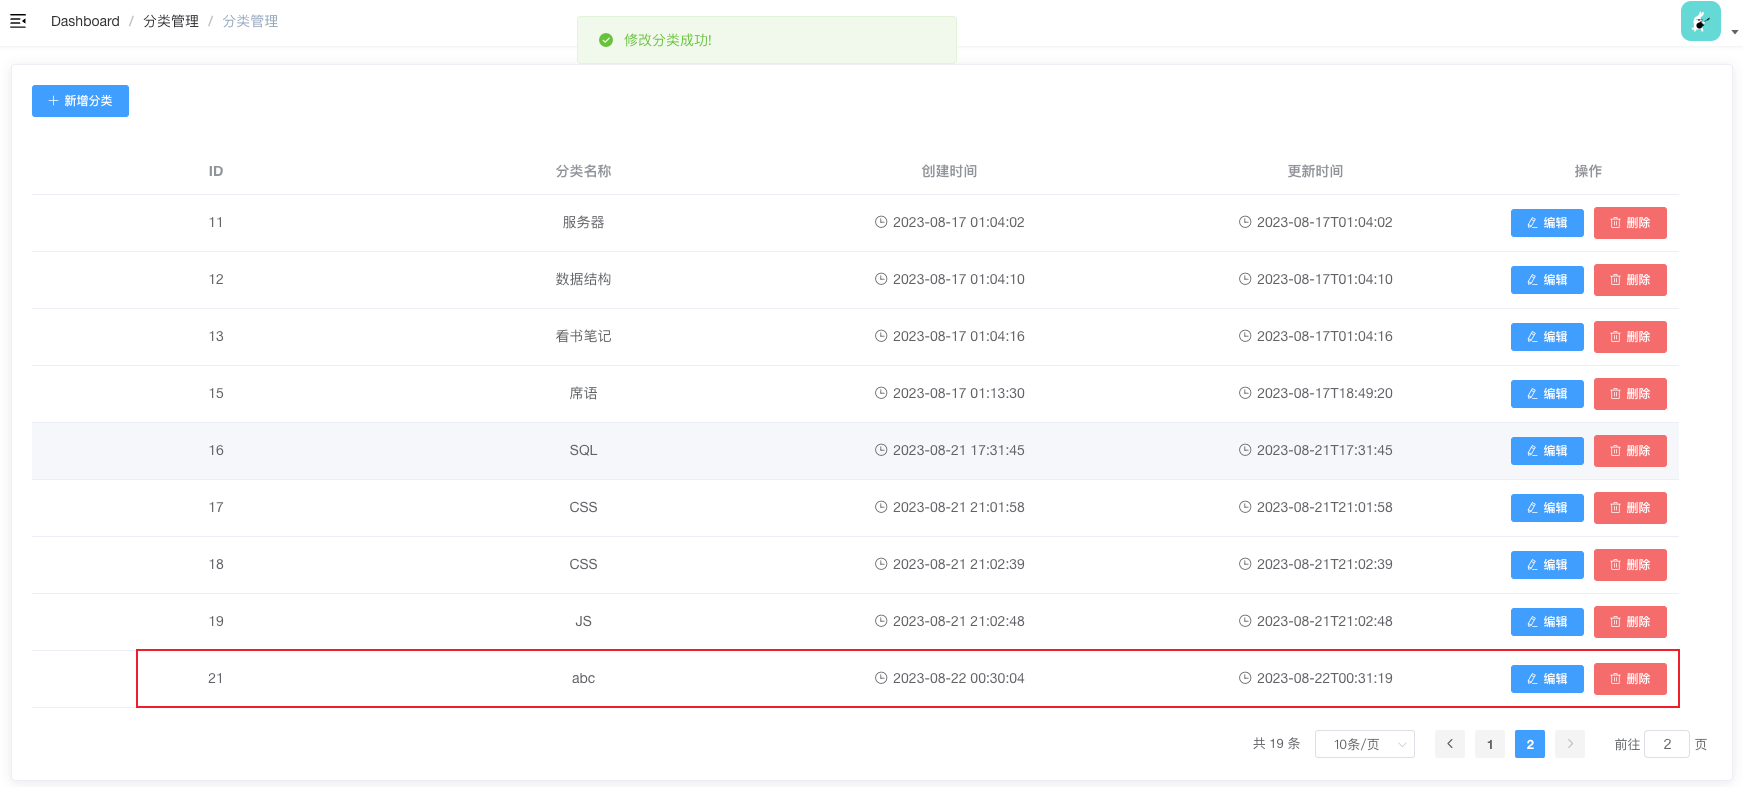 Dashboard / 分类管理 / 分类管理
修改分类成功!
新增分类
ID 分类名称 创建时间 更新时间 操作
11 服务器 2023-08-17 01:04:02 2023-08-17T01:04:02 编辑 删除
12 数据结构 2023-08-17 01:04:10 2023-08-17T01:04:10 编辑 删除
13 看书笔记 2023-08-17 01:04:16 2023-08-17T01:04:16 编辑 删除
15 席语 2023-08-17 01:13:30 2023-08-17T18:49:20 编辑 删除
16 SQL 2023-08-21 17:31:45 2023-08-21T17:31:45 编辑 删除
17 CSS 2023-08-21 21:01:58 2023-08-21T21:01:58 编辑 删除
18 CSS 2023-08-21 21:02:39 2023-08-21T21:02:39 编辑 删除
19 JS 2023-08-21 21:02:48 2023-08-21T21:02:48 编辑 删除
21 abc 2023-08-22 00:30:04 2023-08-22T00:31:19 编辑 删除
共 19 条 10条/页 1 2 前往 2 页